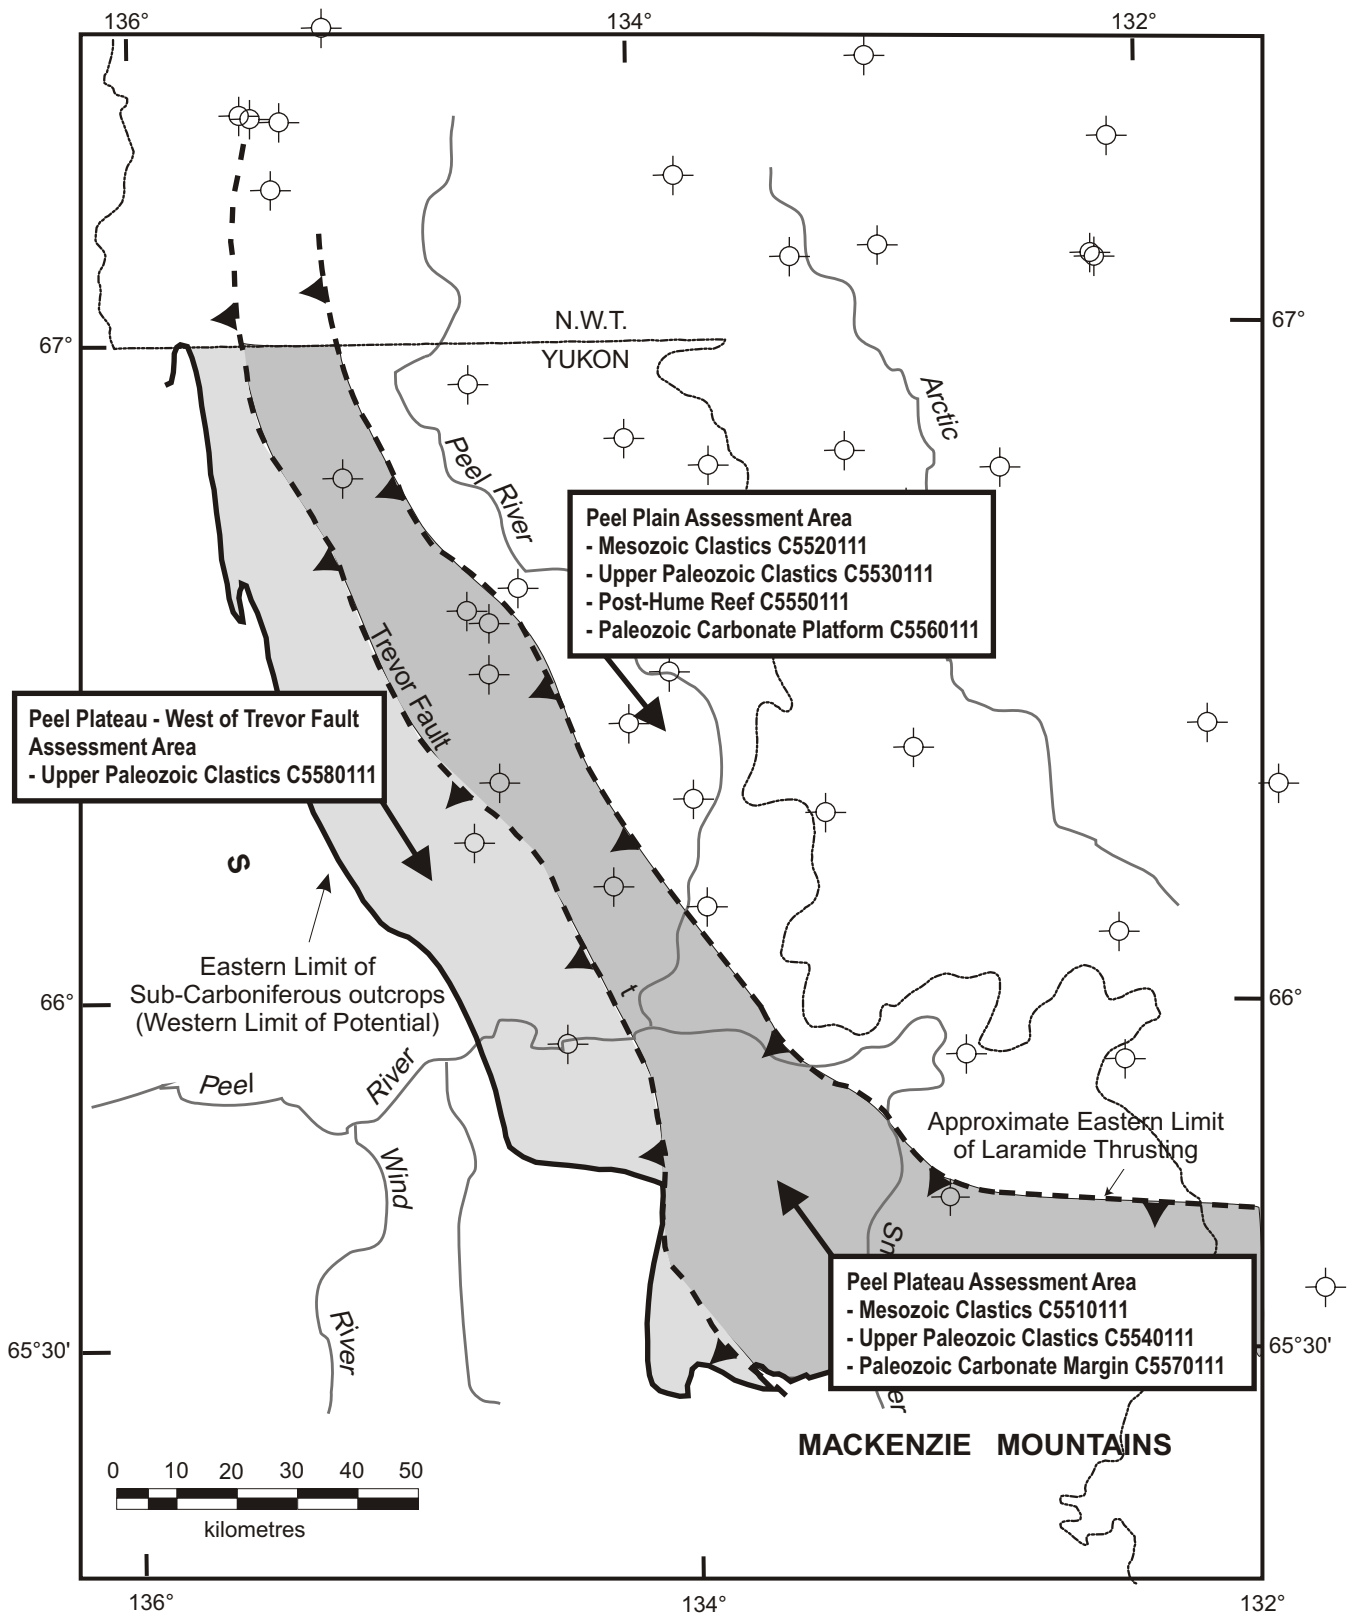 136°
134°
132°
N.W.T.
67°
67°
YUKON
Arctic
Peel River
Peel Plain Assessment Area
- Mesozoic Clastics C5520111
- Upper Paleozoic Clastics C5530111
- Post-Hume Reef C5550111
- Paleozoic Carbonate Platform C5560111
Trevor Fault
Peel Plateau - West of Trevor Fault
Assessment Area
- Upper Paleozoic Clastics C5580111
s
Eastern Limit of
Sub-Carboniferous outcrops
(Western Limit of Potential)
t
66°
66°
Peel
River
Approximate Eastern Limit
of Laramide Thrusting
Wind
River
Sn
Peel Plateau Assessment Area
- Mesozoic Clastics C5510111
- Upper Paleozoic Clastics C5540111
- Paleozoic Carbonate Margin C5570111
er
65°30'
65°30'
MACKENZIE MOUNTAINS
0 10 20 30 40 50
kilometres
136°
134°
132°